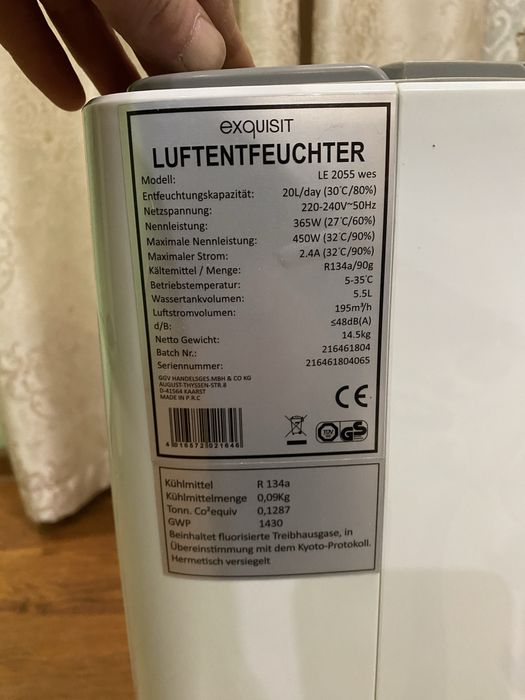 exquisit
LUFTENTFEUCHTER
Modell: LE 2055 wes
Entfeuchtungskapazität: 20L/day (30℃/80%)
Netzspannung: 220-240V~50Hz
Nennleistung: 365W (27℃/60%)
Maximale Nennleistung: 450W (32℃/90%)
Maximaler Strom: 2.4A (32℃/90%)
Kältemittel / Menge: R134a/90g
Betriebstemperatur: 5-35℃
Wassertankvolumen: 5.5L
Luftstromvolumen: 195m³/h
d/B: ≤48dB(A)
Netto Gewicht: 14.5kg
Batch Nr.: 216461804
Seriennummer: 216461804065
GGV HANDELSGES.MBH & CO KG
AUGUST-THYSSEN-STR.8
D-41564 KAARST
MADE IN P.R.C
CE
TÜV GS
4016572021646
Kühlmittel R 134a
Kühlmittelmenge 0,09Kg
Tonn. Co²equiv 0,1287
GWP 1430
Beinhaltet fluorisierte Treibhausgase, in
Übereinstimmung mit dem Kyoto-Protokoll.
Hermetisch versiegelt